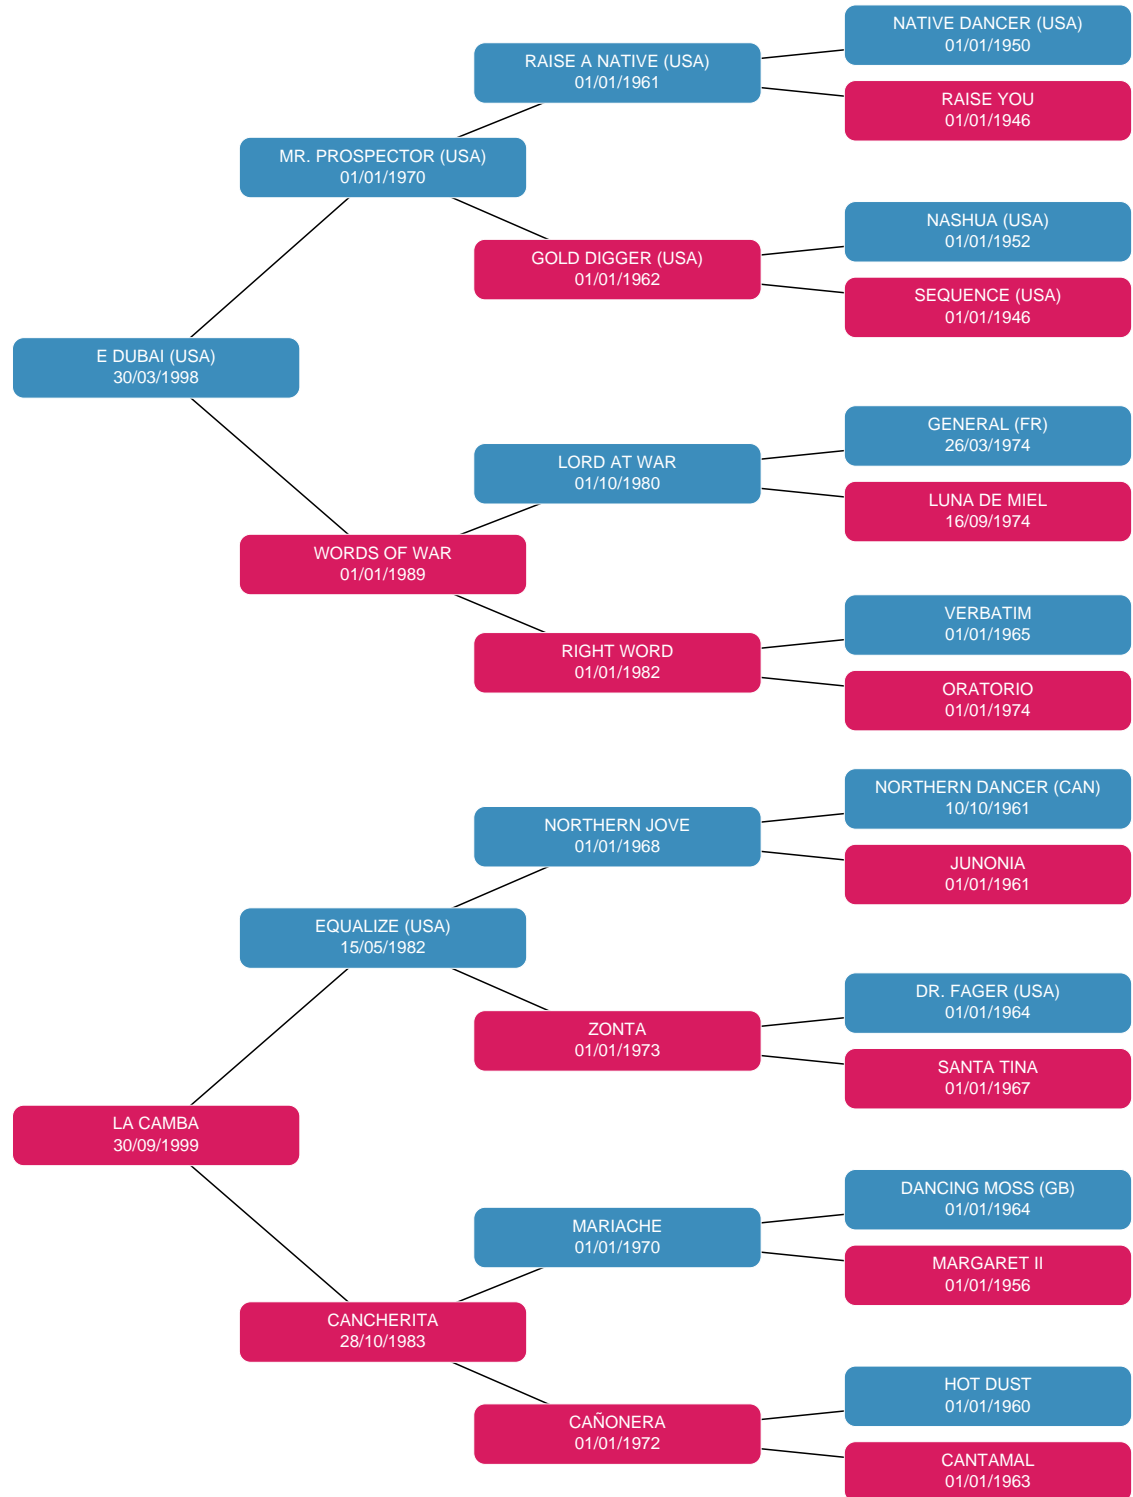 NATIVE DANCER (USA)
01/01/1950
RAISE A NATIVE (USA)
01/01/1961
RAISE YOU
01/01/1946
MR. PROSPECTOR (USA)
01/01/1970
NASHUA (USA)
01/01/1952
GOLD DIGGER (USA)
01/01/1962
SEQUENCE (USA)
01/01/1946
E DUBAI (USA)
30/03/1998
GENERAL (FR)
26/03/1974
LORD AT WAR
01/10/1980
LUNA DE MIEL
16/09/1974
WORDS OF WAR
01/01/1989
VERBATIM
01/01/1965
RIGHT WORD
01/01/1982
ORATORIO
01/01/1974
NORTHERN DANCER (CAN)
10/10/1961
NORTHERN JOVE
01/01/1968
JUNONIA
01/01/1961
EQUALIZE (USA)
15/05/1982
DR. FAGER (USA)
01/01/1964
ZONTA
01/01/1973
SANTA TINA
01/01/1967
LA CAMBA
30/09/1999
DANCING MOSS (GB)
01/01/1964
MARIACHE
01/01/1970
MARGARET II
01/01/1956
CANCHERITA
28/10/1983
HOT DUST
01/01/1960
CAÑONERA
01/01/1972
CANTAMAL
01/01/1963